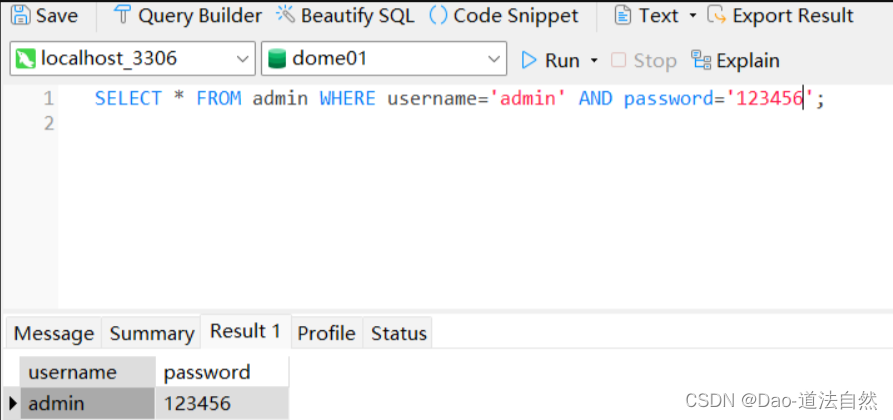 Save Query Builder Beautify SQL () Code Snippet Text Export Result
localhost_3306 dome01 Run Stop Explain
1 SELECT * FROM admin WHERE username='admin' AND password='123456';
2
Message Summary Result 1 Profile Status
username password
admin 123456
CSDN @Dao-道法自然